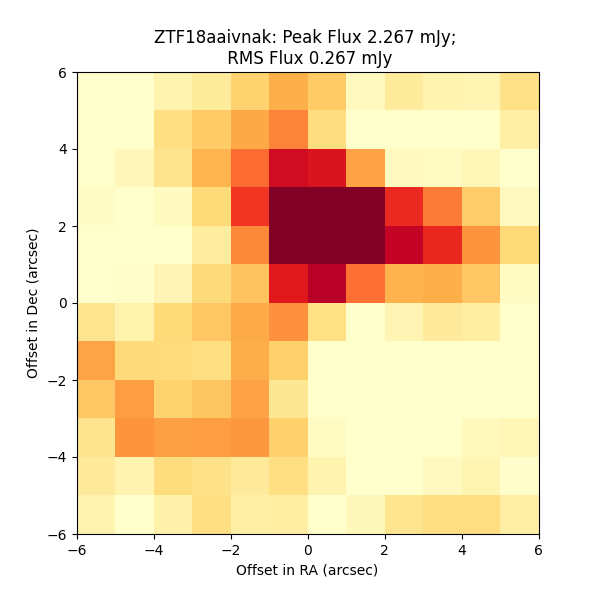 ZTF18aaivnak: Peak Flux 2.267 mJy;
RMS Flux 0.267 mJy
6
4
2
0
−2
−4
−6
Offset in Dec (arcsec)
−6 −4 −2 0 2 4 6
Offset in RA (arcsec)